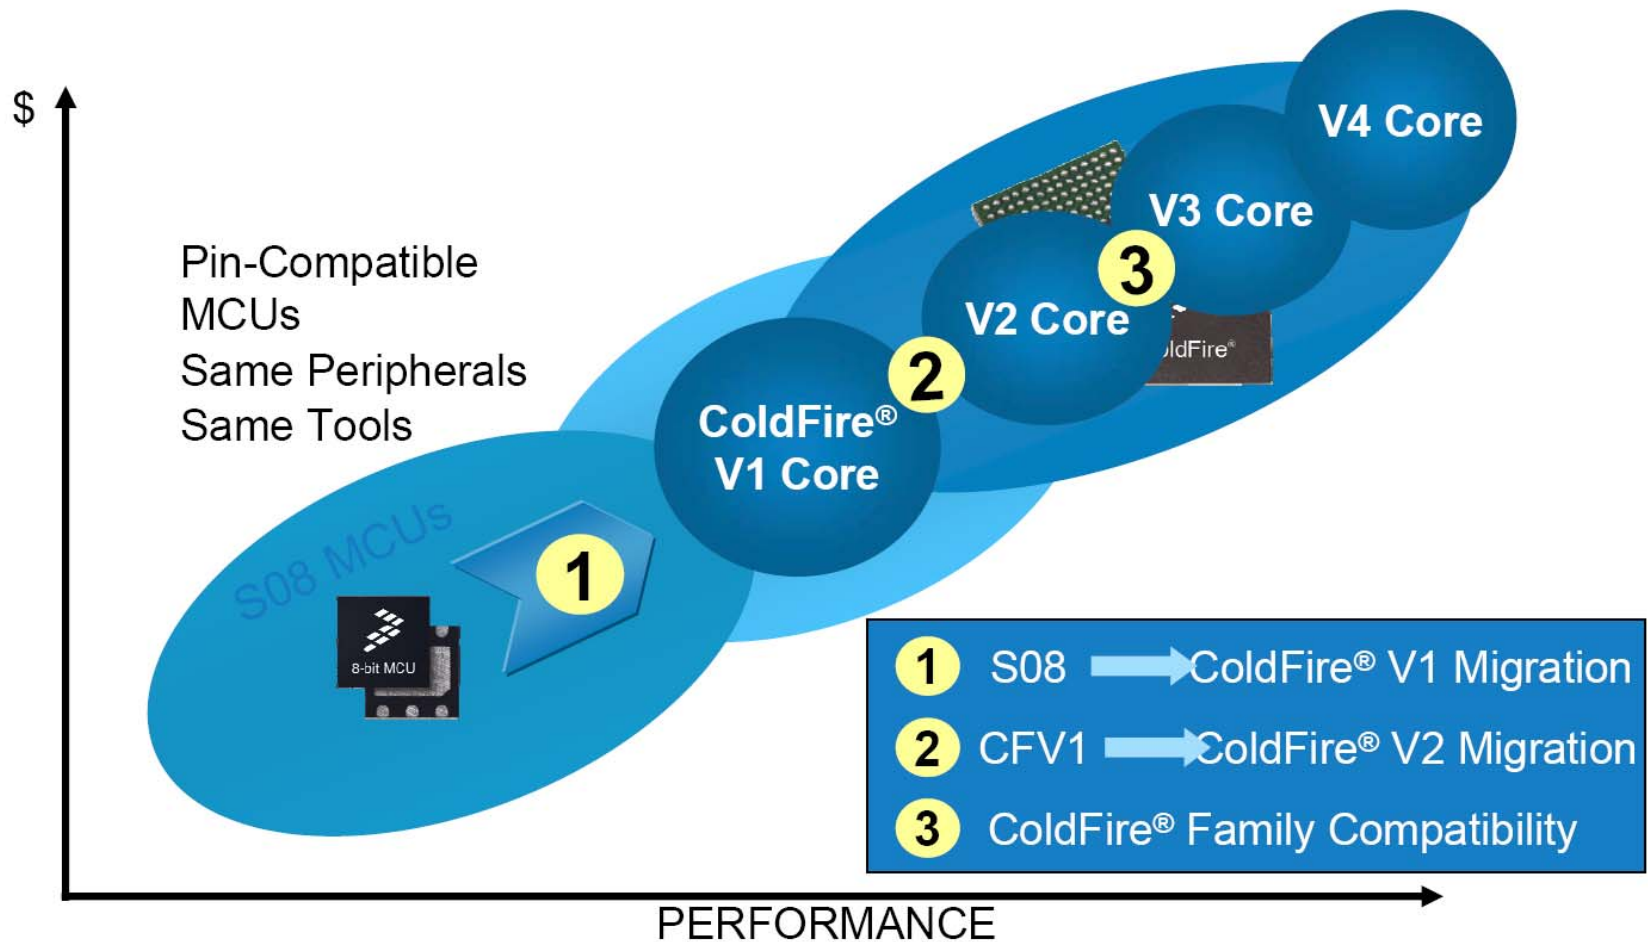 $
V4 Core
V3 Core
Pin-Compatible
MCUs
Same Peripherals
Same Tools
3
V2 Core
2
ColdFire®
V1 Core
S08 MCUs
1
8-bit MCU
1 S08 ColdFire® V1 Migration
2 CFV1 ColdFire® V2 Migration
3 ColdFire® Family Compatibility
PERFORMANCE